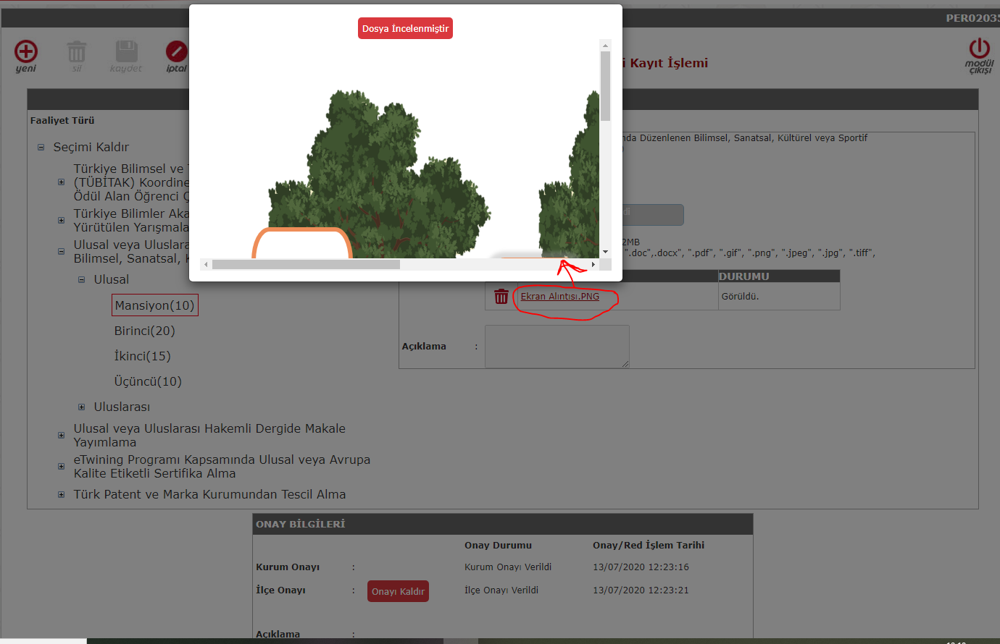 PER02035
Dosya İncelenmiştir
yeni
sil
kaydet
iptal
i Kayıt İşlemi
modül
çıkışı
Faaliyet Türü
Seçimi Kaldır
Türkiye Bilimsel ve T
(TÜBİTAK) Koordine
Ödül Alan Öğrenci Ç
Türkiye Bilimler Aka
Yürütülen Yarışmala
Ulusal veya Uluslara
Bilimsel, Sanatsal, K
Ulusal
Mansiyon(10)
Birinci(20)
İkinci(15)
Üçüncü(10)
Uluslarası
Ulusal veya Uluslarası Hakemli Dergide Makale
Yayımlama
eTwining Programı Kapsamında Ulusal veya Avrupa
Kalite Etiketli Sertifika Alma
Türk Patent ve Marka Kurumundan Tescil Alma
nda Düzenlenen Bilimsel, Sanatsal, Kültürel veya Sportif
)
di
2MB
".doc",.docx", ".pdf", ".gif", ".png", ".jpeg", ".jpg", ".tiff",
DURUMU
Ekran Alıntısı.PNG
Görüldü.
Açıklama :
ONAY BİLGİLERİ
Onay Durumu Onay/Red İşlem Tarihi
Kurum Onayı : Kurum Onayı Verildi 13/07/2020 12:23:16
İlçe Onayı : Onayı Kaldır İlçe Onayı Verildi 13/07/2020 12:23:21
Açıklama :